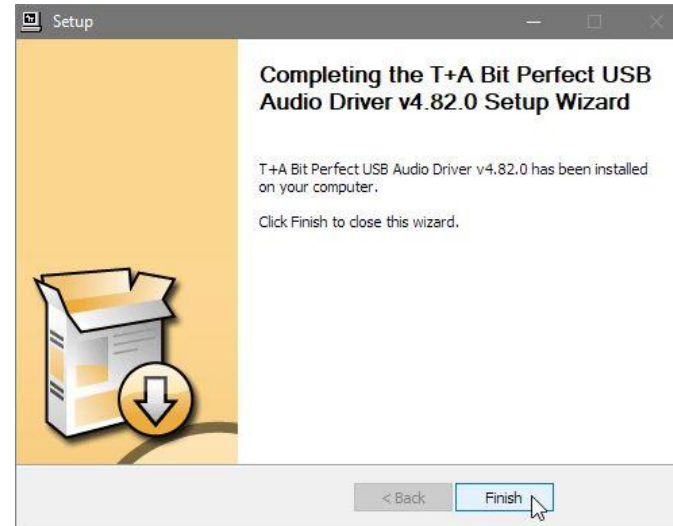 Setup
Completing the T+A Bit Perfect USB
Audio Driver v4.82.0 Setup Wizard
T+A Bit Perfect USB Audio Driver v4.82.0 has been installed
on your computer.
Click Finish to close this wizard.
< Back
Finish